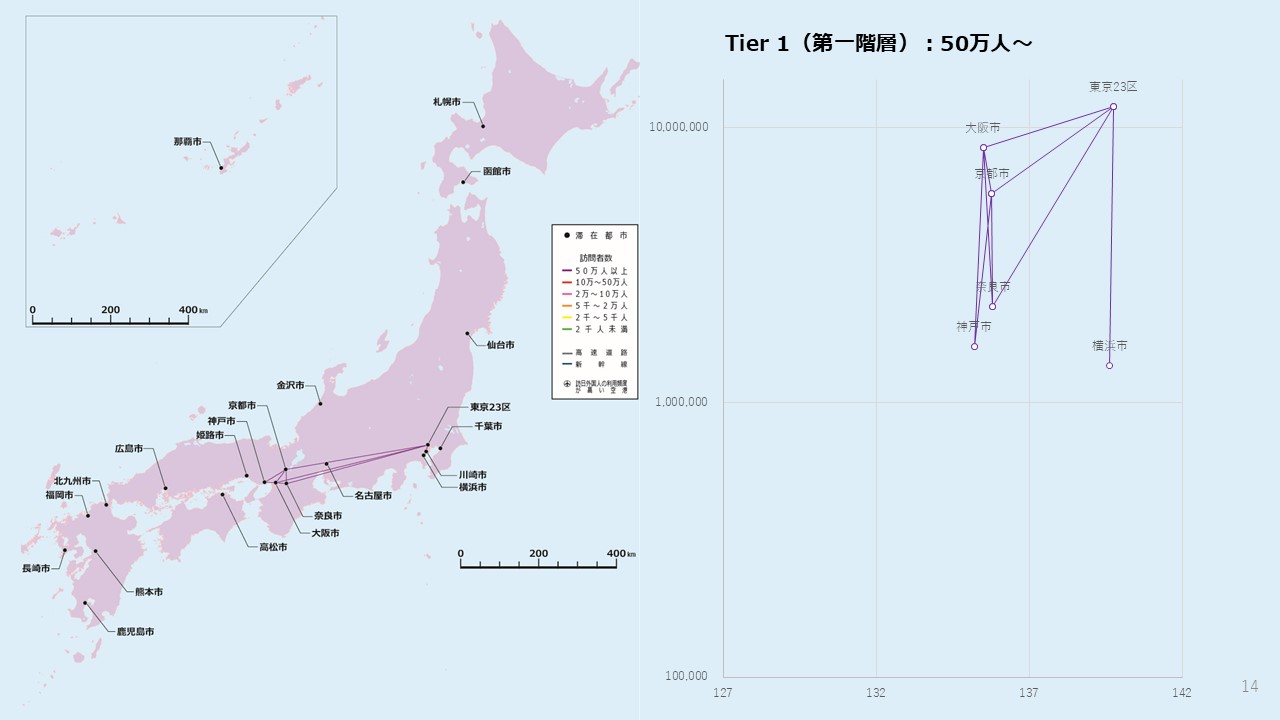 那覇市
0 200 400 km
札幌市
函館市
● 滞在都市
訪問者数
50万人以上
10万～50万人
2万～10万人
5千～2万人
2千～5千人
2千人未満
高速道路
新幹線
訪日外国人の利用頻度
が高い空港
仙台市
金沢市
京都市
神戸市
姫路市
広島市
北九州市
福岡市
長崎市
熊本市
鹿児島市
高松市
大阪市
奈良市
名古屋市
東京23区
千葉市
川崎市
横浜市
0 200 400 km
Tier 1（第一階層）：50万人～
東京23区
大阪市
京都市
奈良市
神戸市
横浜市
10,000,000
1,000,000
100,000
127 132 137 142
14